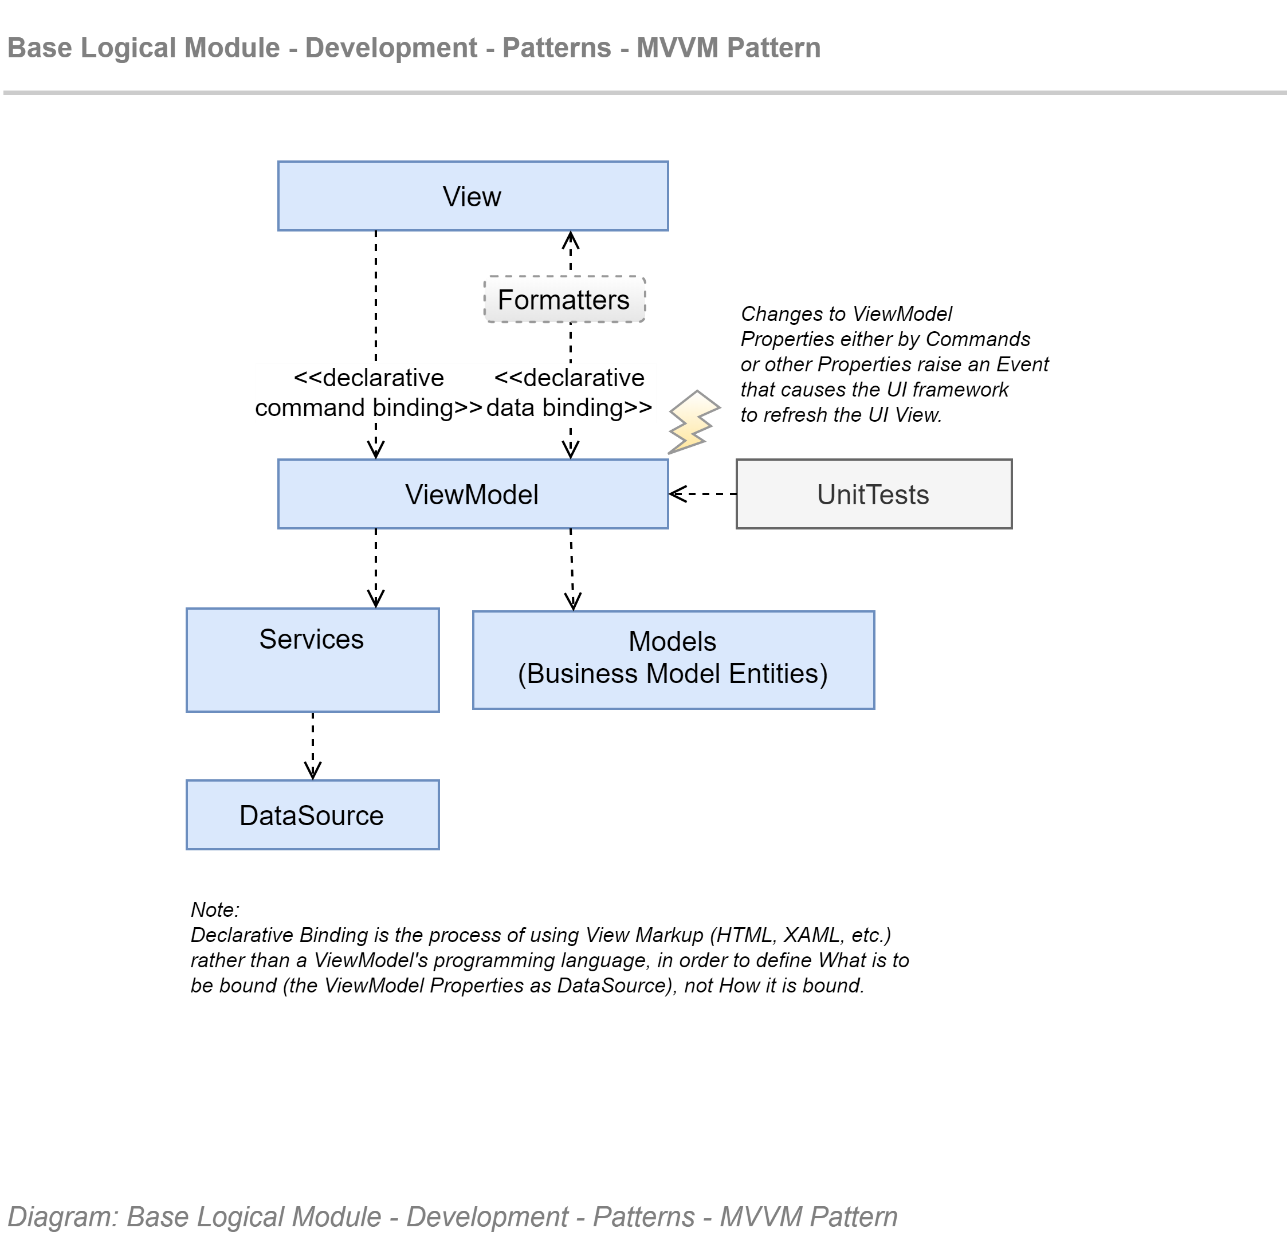 Base Logical Module - Development - Patterns - MVVM Pattern
View
Formatters
Changes to ViewModel
Properties either by Commands
or other Properties raise an Event
that causes the UI framework
to refresh the UI View.
<<declarative
command binding>>
<<declarative
data binding>>
ViewModel
UnitTests
Services
Models
(Business Model Entities)
DataSource
Note:
Declarative Binding is the process of using View Markup (HTML, XAML, etc.)
rather than a ViewModel's programming language, in order to define What is to
be bound (the ViewModel Properties as DataSource), not How it is bound.
Diagram: Base Logical Module - Development - Patterns - MVVM Pattern